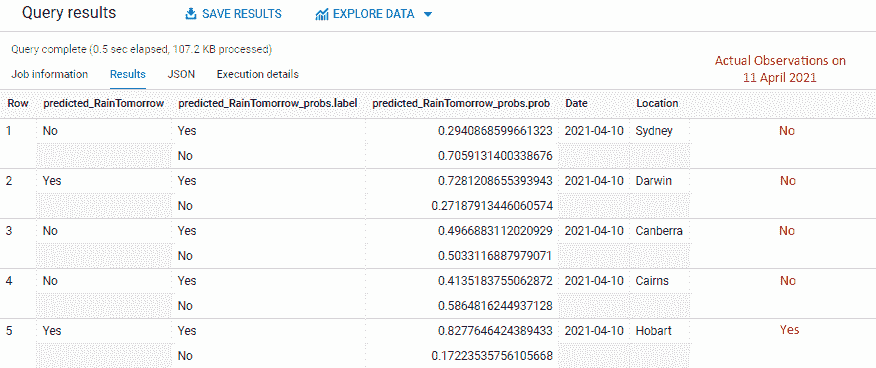 Query results SAVE RESULTS EXPLORE DATA
Query complete (0.5 sec elapsed, 107.2 KB processed)
Job information Results JSON Execution details
Actual Observations on
11 April 2021
Row predicted_RainTomorrow predicted_RainTomorrow_probs.label predicted_RainTomorrow_probs.prob Date Location
1 No Yes 0.2940868599661323 2021-04-10 Sydney No
No 0.7059131400338676
2 Yes Yes 0.7281208655393943 2021-04-10 Darwin No
No 0.27187913446060574
3 No Yes 0.4966883112020929 2021-04-10 Canberra No
No 0.5033116887979071
4 No Yes 0.4135183755062872 2021-04-10 Cairns No
No 0.5864816244937128
5 Yes Yes 0.8277646424389433 2021-04-10 Hobart Yes
No 0.17223535756105668